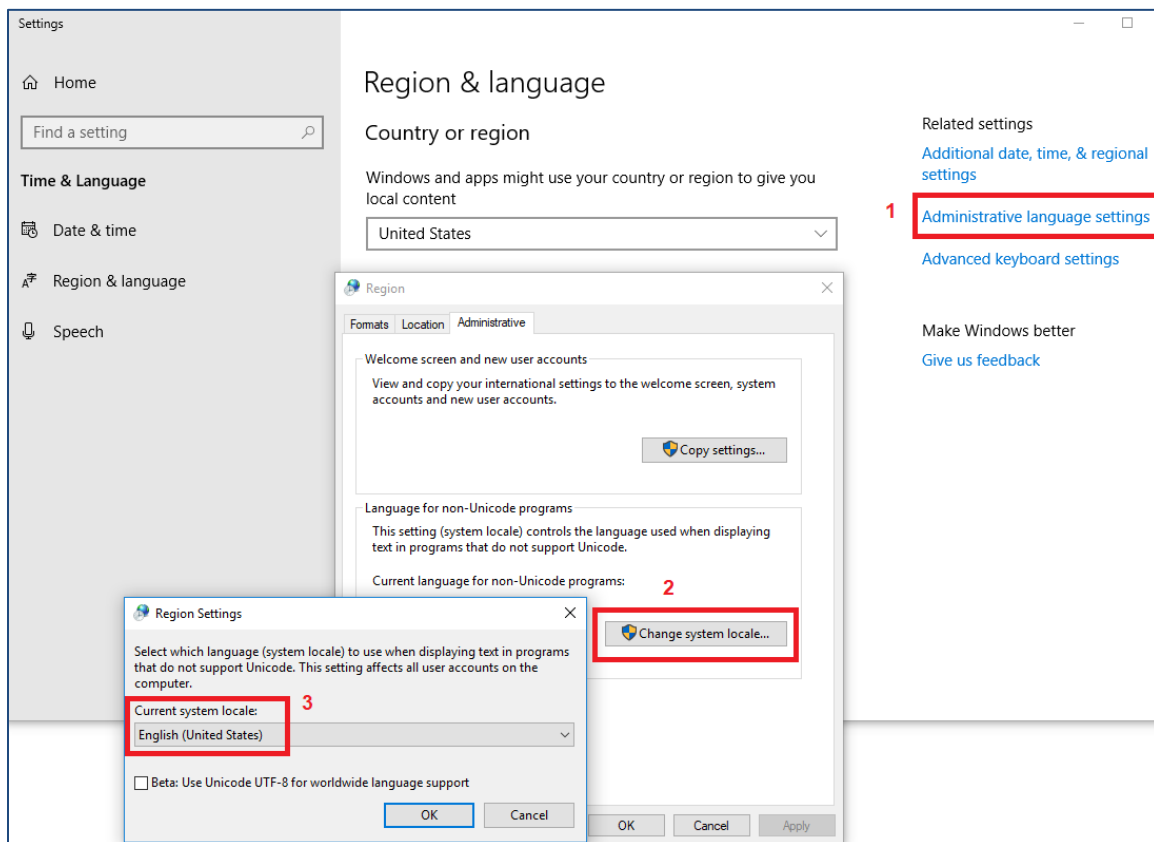 Settings
Home
Find a setting
Time & Language
Date & time
Region & language
Speech
Region & language
Country or region
Windows and apps might use your country or region to give you
local content
United States
Related settings
Additional date, time, & regional
settings
1
Administrative language settings
Advanced keyboard settings
Make Windows better
Give us feedback
Region
Formats
Location
Administrative
Welcome screen and new user accounts
View and copy your international settings to the welcome screen, system
accounts and new user accounts.
Copy settings...
Language for non-Unicode programs
This setting (system locale) controls the language used when displaying
text in programs that do not support Unicode.
Current language for non-Unicode programs:
2
Change system locale...
OK
Cancel
Apply
Region Settings
Select which language (system locale) to use when displaying text in programs
that do not support Unicode. This setting affects all user accounts on the
computer.
Current system locale:
3
English (United States)
Beta: Use Unicode UTF-8 for worldwide language support
OK
Cancel